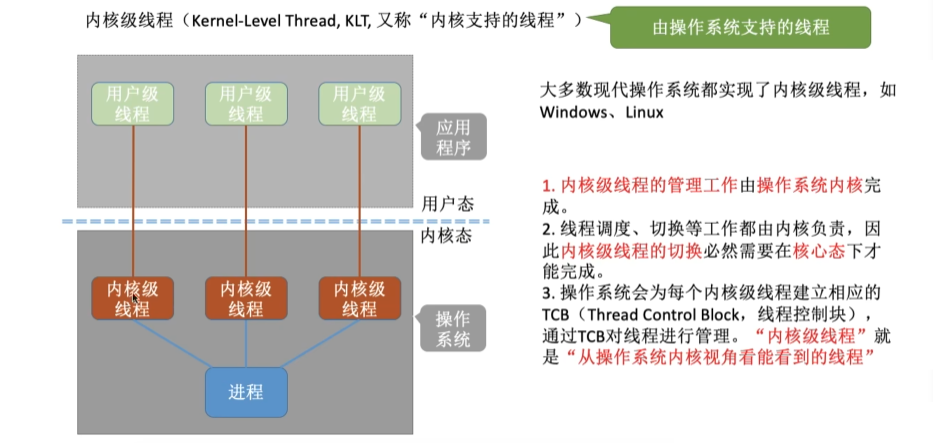 内核级线程（Kernel-Level Thread, KLT, 又称“内核支持的线程”）
由操作系统支持的线程
用户级
线程
用户级
线程
用户级
线程
应用
程序
用户态
内核态
内核级
线程
内核级
线程
内核级
线程
操作
系统
进程
大多数现代操作系统都实现了内核级线程，如
Windows、Linux
1. 内核级线程的管理工作由操作系统内核完
成。
2. 线程调度、切换等工作都由内核负责，因
此内核级线程的切换必然需要在核心态下才
能完成。
3. 操作系统会为每个内核级线程建立相应的
TCB（Thread Control Block，线程控制块），
通过TCB对线程进行管理。“内核级线程”就
是“从操作系统内核视角看能看到的线程”